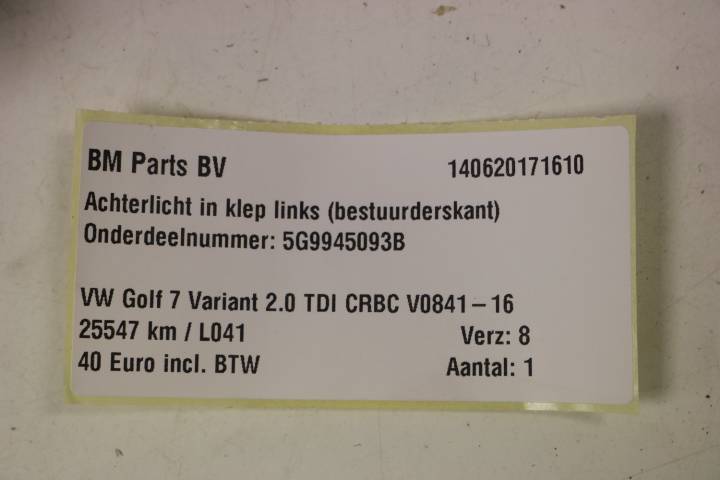 BM Parts BV 140620171610
Achterlicht in klep links (bestuurderskant)
Onderdeelnummer: 5G9945093B
VW Golf 7 Variant 2.0 TDI CRBC V0841-16
25547 km / L041 Verz: 8
40 Euro incl. BTW Aantal: 1